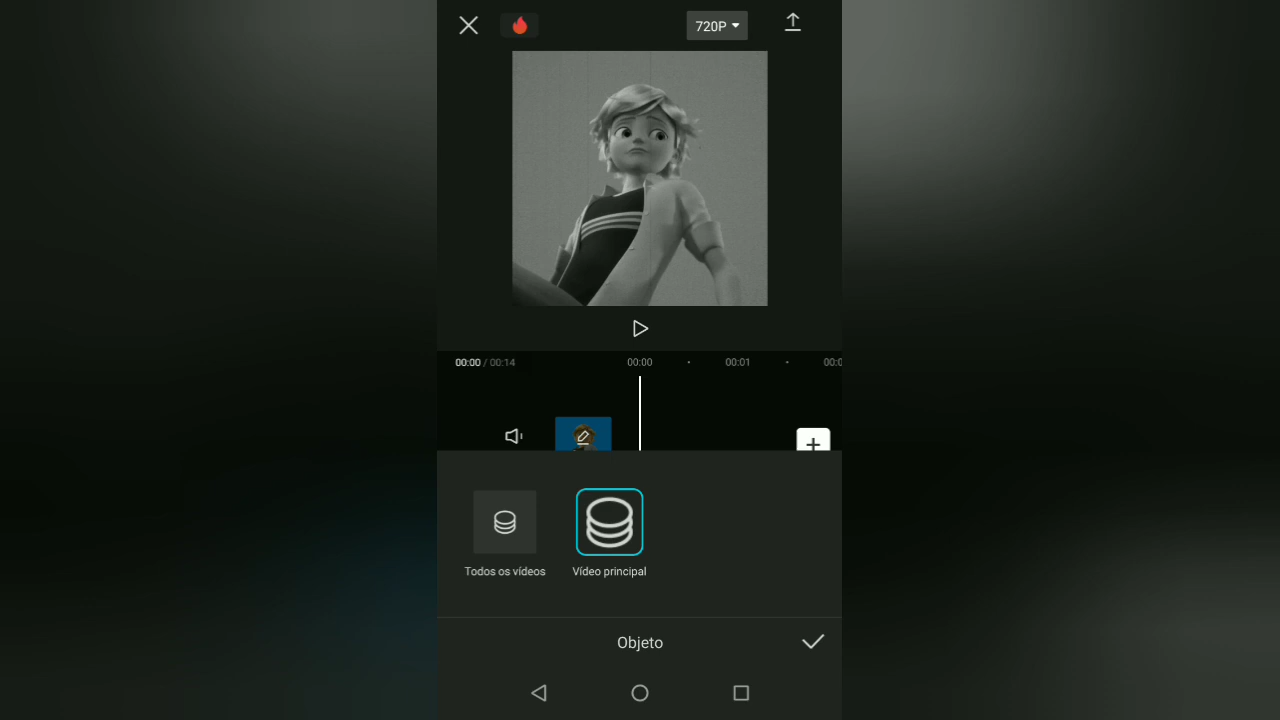 720P
00:00 / 00:14
00:00
00:01
Todos os vídeos
Vídeo principal
Objeto